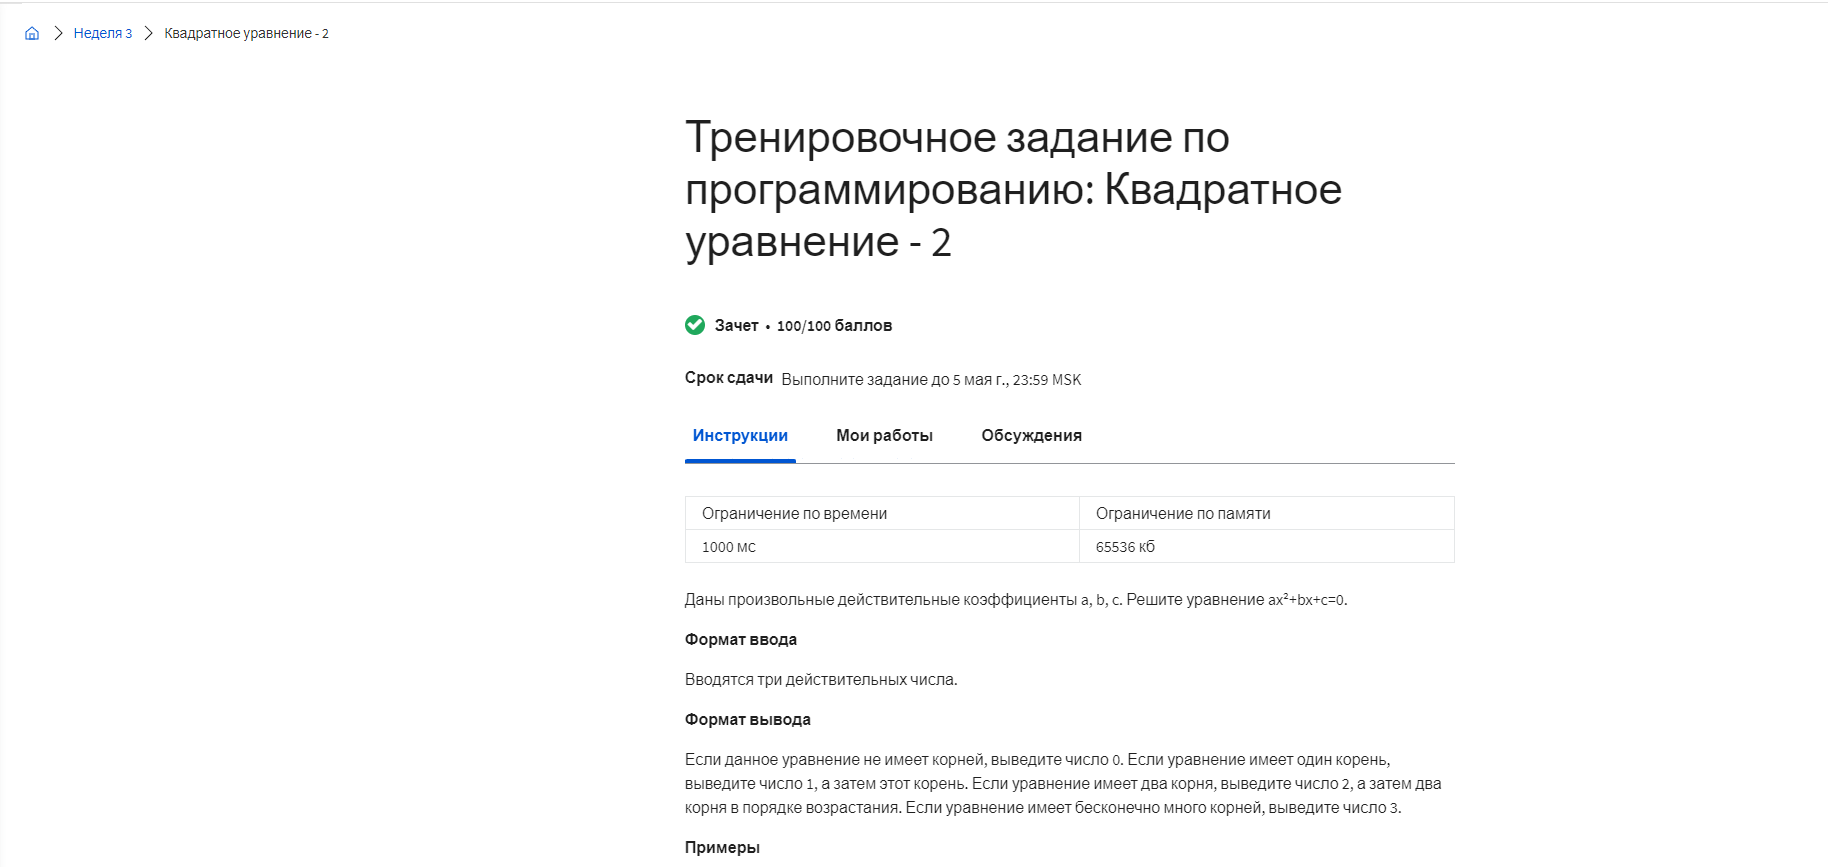 Неделя 3 Квадратное уравнение - 2
Тренировочное задание по
программированию: Квадратное
уравнение - 2
Зачет • 100/100 баллов
Срок сдачи Выполните задание до 5 мая г., 23:59 MSK
Инструкции Мои работы Обсуждения
Ограничение по времени Ограничение по памяти
1000 мс 65536 кб
Даны произвольные действительные коэффициенты a, b, c. Решите уравнение ax²+bx+c=0.
Формат ввода
Вводятся три действительных числа.
Формат вывода
Если данное уравнение не имеет корней, выведите число 0. Если уравнение имеет один корень,
выведите число 1, а затем этот корень. Если уравнение имеет два корня, выведите число 2, а затем два
корня в порядке возрастания. Если уравнение имеет бесконечно много корней, выведите число 3.
Примеры